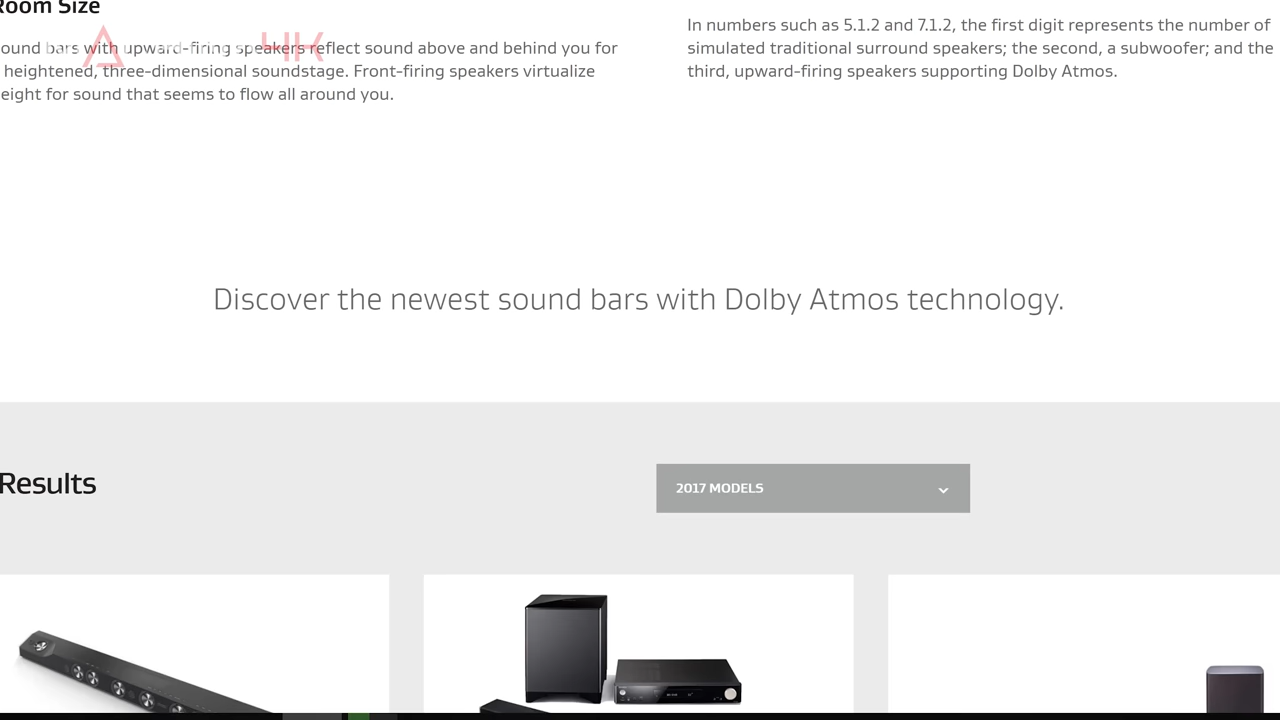 Room Size
ound bars with upward-firing speakers reflect sound above and behind you for
heightened, three-dimensional soundstage. Front-firing speakers virtualize
eight for sound that seems to flow all around you.
In numbers such as 5.1.2 and 7.1.2, the first digit represents the number of
simulated traditional surround speakers; the second, a subwoofer; and the
third, upward-firing speakers supporting Dolby Atmos.
4K
Discover the newest sound bars with Dolby Atmos technology.
Results
2017 MODELS